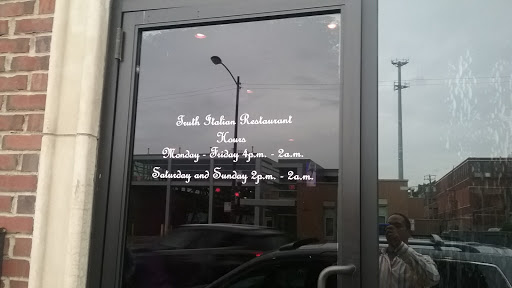 Truth Italian Restaurant
Hours
Monday - Friday 4p.m. - 2a.m.
Saturday and Sunday 2p.m. - 2a.m.